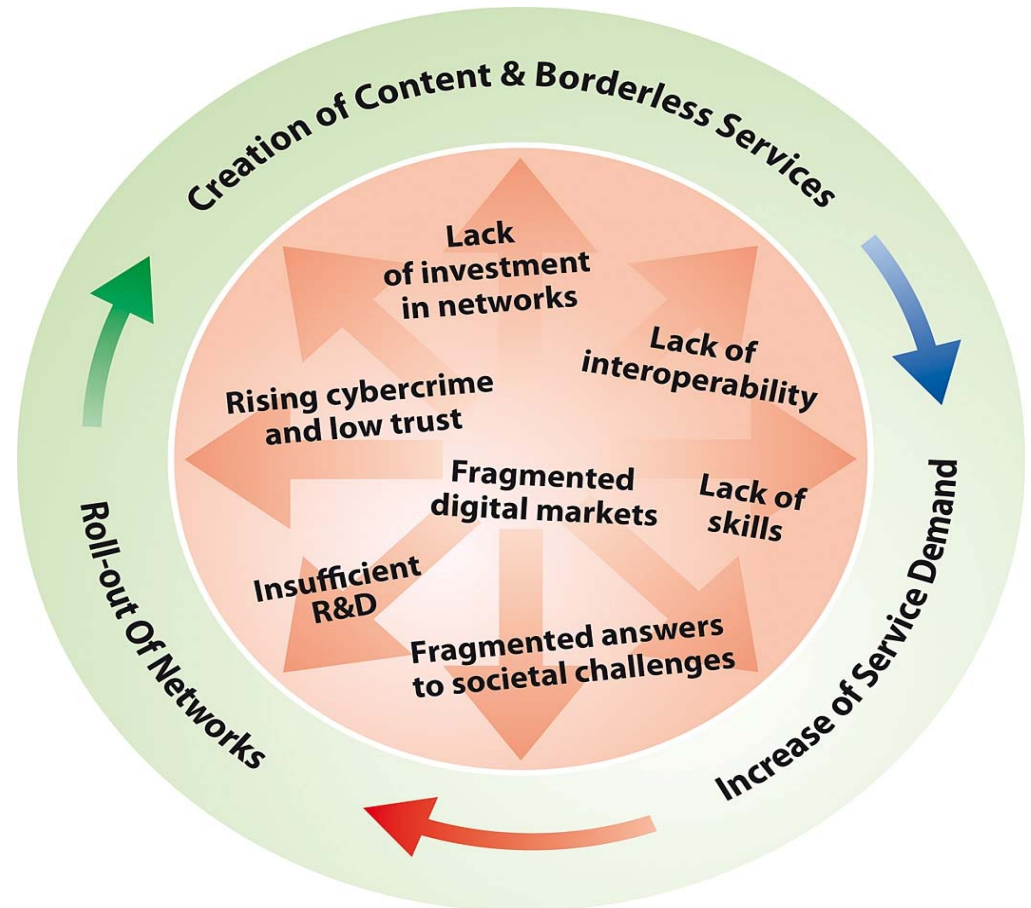 Creation of Content & Borderless Services
Lack
of investment
in networks
Lack of
interoperability
Rising cybercrime
and low trust
Fragmented
digital markets
Lack of
skills
Insufficient
R&D
Fragmented answers
to societal challenges
Increase of Service Demand
Roll-out Of Networks